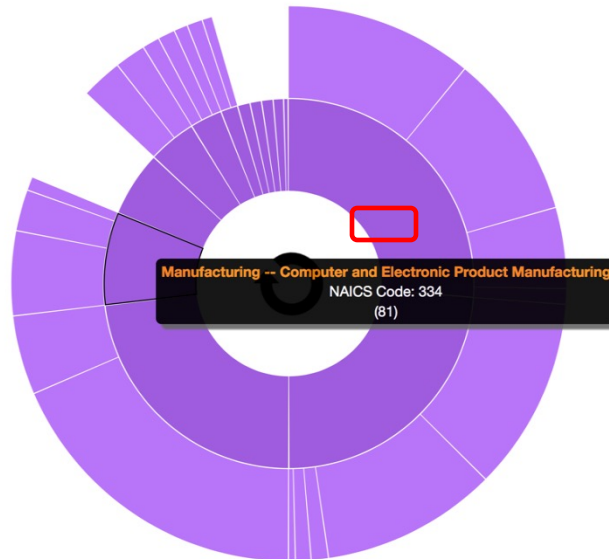 Manufacturing -- Computer and Electronic Product Manufacturing
NAICS Code: 334
(81)